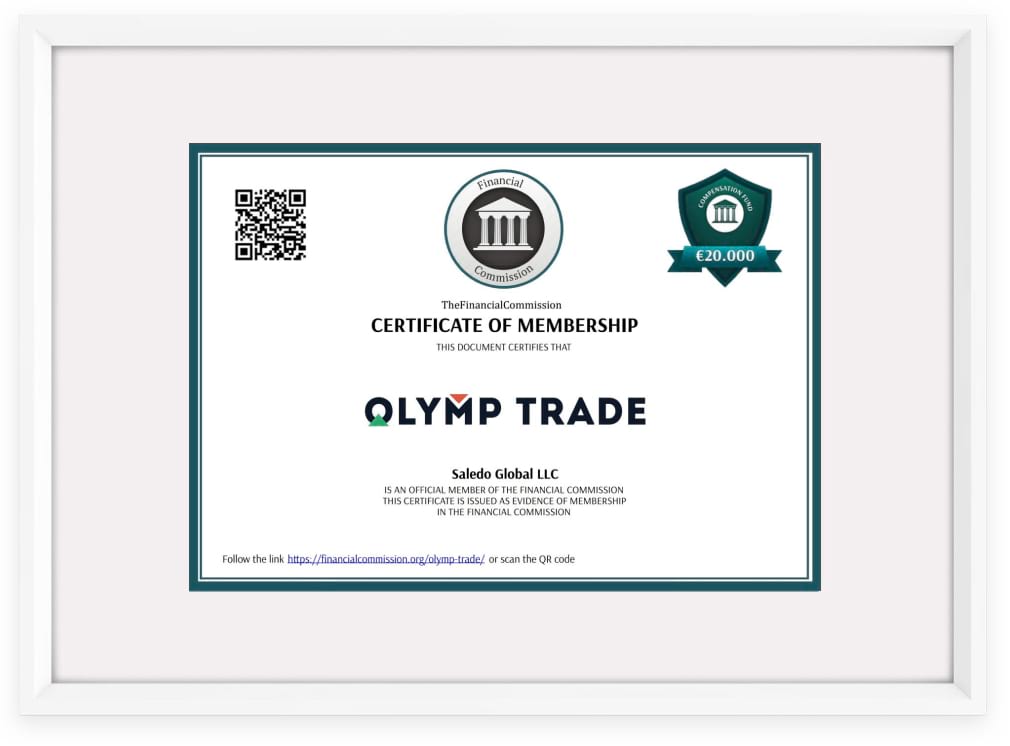 Financial
Commission
COMPENSATION FUND
€20.000
TheFinancialCommission
CERTIFICATE OF MEMBERSHIP
THIS DOCUMENT CERTIFIES THAT
OLYMP TRADE
Saledo Global LLC
IS AN OFFICIAL MEMBER OF THE FINANCIAL COMMISSION
THIS CERTIFICATE IS ISSUED AS EVIDENCE OF MEMBERSHIP
IN THE FINANCIAL COMMISSION
Follow the link https://financialcommission.org/olymp-trade/ or scan the QR code